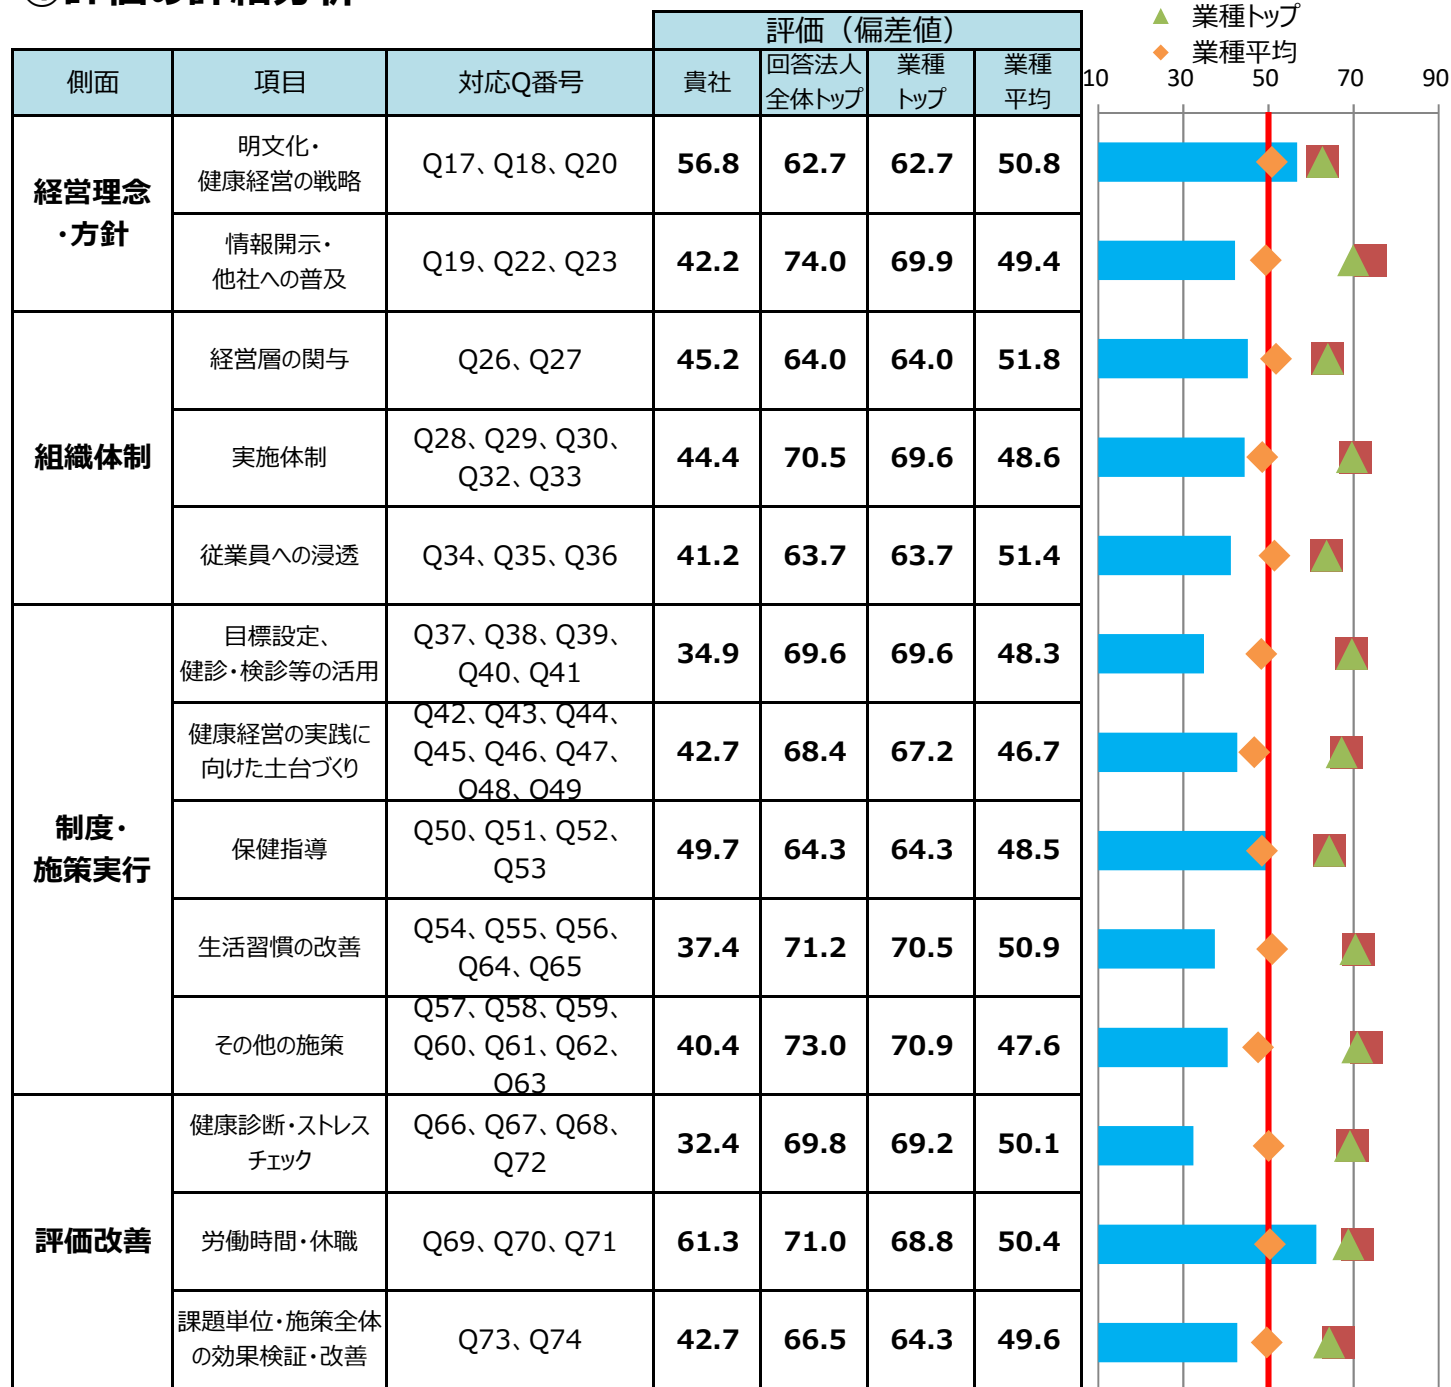 評価（偏差値）
▲ 業種トップ
◆ 業種平均
側面 項目 対応Q番号 貴社 回答法人 業種 業種
全体トップ トップ 平均
10 30 50 70 90
経営理念
・方針
明文化・
健康経営の戦略
Q17、Q18、Q20 56.8 62.7 62.7 50.8
情報開示・
他社への普及
Q19、Q22、Q23 42.2 74.0 69.9 49.4
組織体制
経営層の関与 Q26、Q27 45.2 64.0 64.0 51.8
実施体制
Q28、Q29、Q30、
Q32、Q33
44.4 70.5 69.6 48.6
従業員への浸透 Q34、Q35、Q36 41.2 63.7 63.7 51.4
制度・
施策実行
目標設定、
健診・検診等の活用
Q37、Q38、Q39、
Q40、Q41
34.9 69.6 69.6 48.3
健康経営の実践に
向けた土台づくり
Q42、Q43、Q44、
Q45、Q46、Q47、
Q48、Q49
42.7 68.4 67.2 46.7
保健指導
Q50、Q51、Q52、
Q53
49.7 64.3 64.3 48.5
生活習慣の改善
Q54、Q55、Q56、
Q64、Q65
37.4 71.2 70.5 50.9
その他の施策
Q57、Q58、Q59、
Q60、Q61、Q62、
Q63
40.4 73.0 70.9 47.6
評価改善
健康診断・ストレス
チェック
Q66、Q67、Q68、
Q72
32.4 69.8 69.2 50.1
労働時間・休職 Q69、Q70、Q71 61.3 71.0 68.8 50.4
課題単位・施策全体
の効果検証・改善
Q73、Q74 42.7 66.5 64.3 49.6